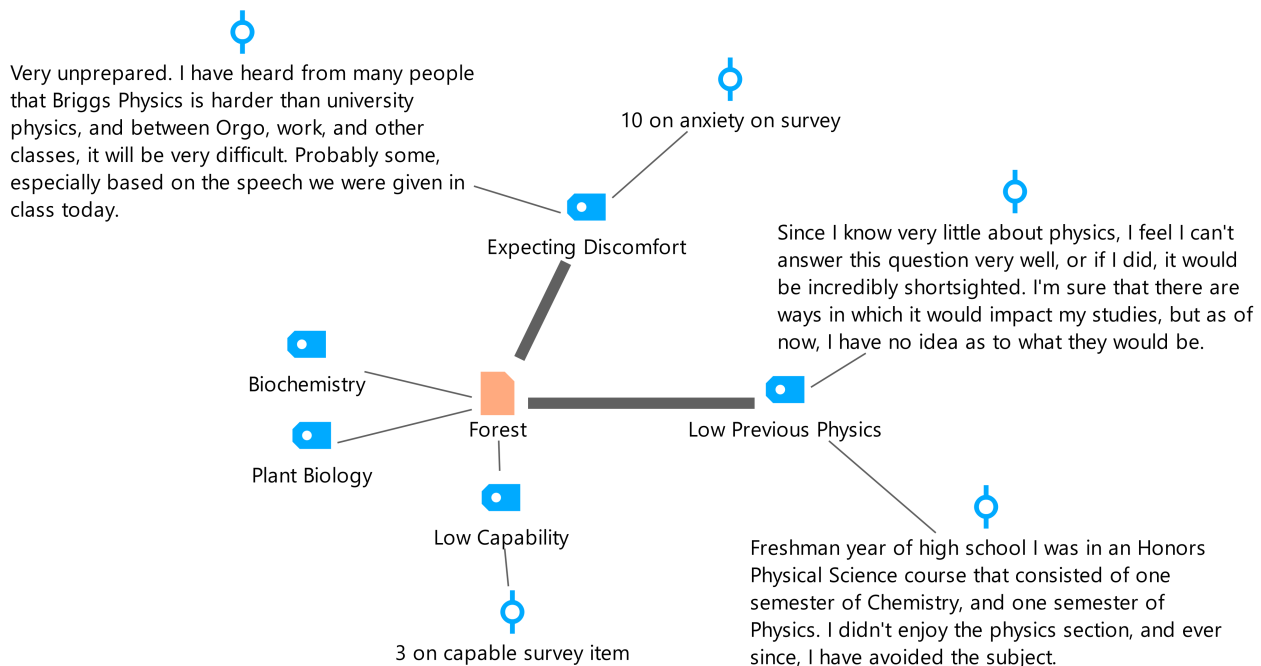 Very unprepared. I have heard from many people
that Briggs Physics is harder than university
physics, and between Orgo, work, and other
classes, it will be very difficult. Probably some,
especially based on the speech we were given in
class today.
10 on anxiety on survey
Expecting Discomfort
Since I know very little about physics, I feel I can't
answer this question very well, or if I did, it would
be incredibly shortsighted. I'm sure that there are
ways in which it would impact my studies, but as of
now, I have no idea as to what they would be.
Biochemistry
Forest
Low Previous Physics
Plant Biology
Low Capability
Freshman year of high school I was in an Honors
Physical Science course that consisted of one
semester of Chemistry, and one semester of
Physics. I didn't enjoy the physics section, and ever
since, I have avoided the subject.
3 on capable survey item